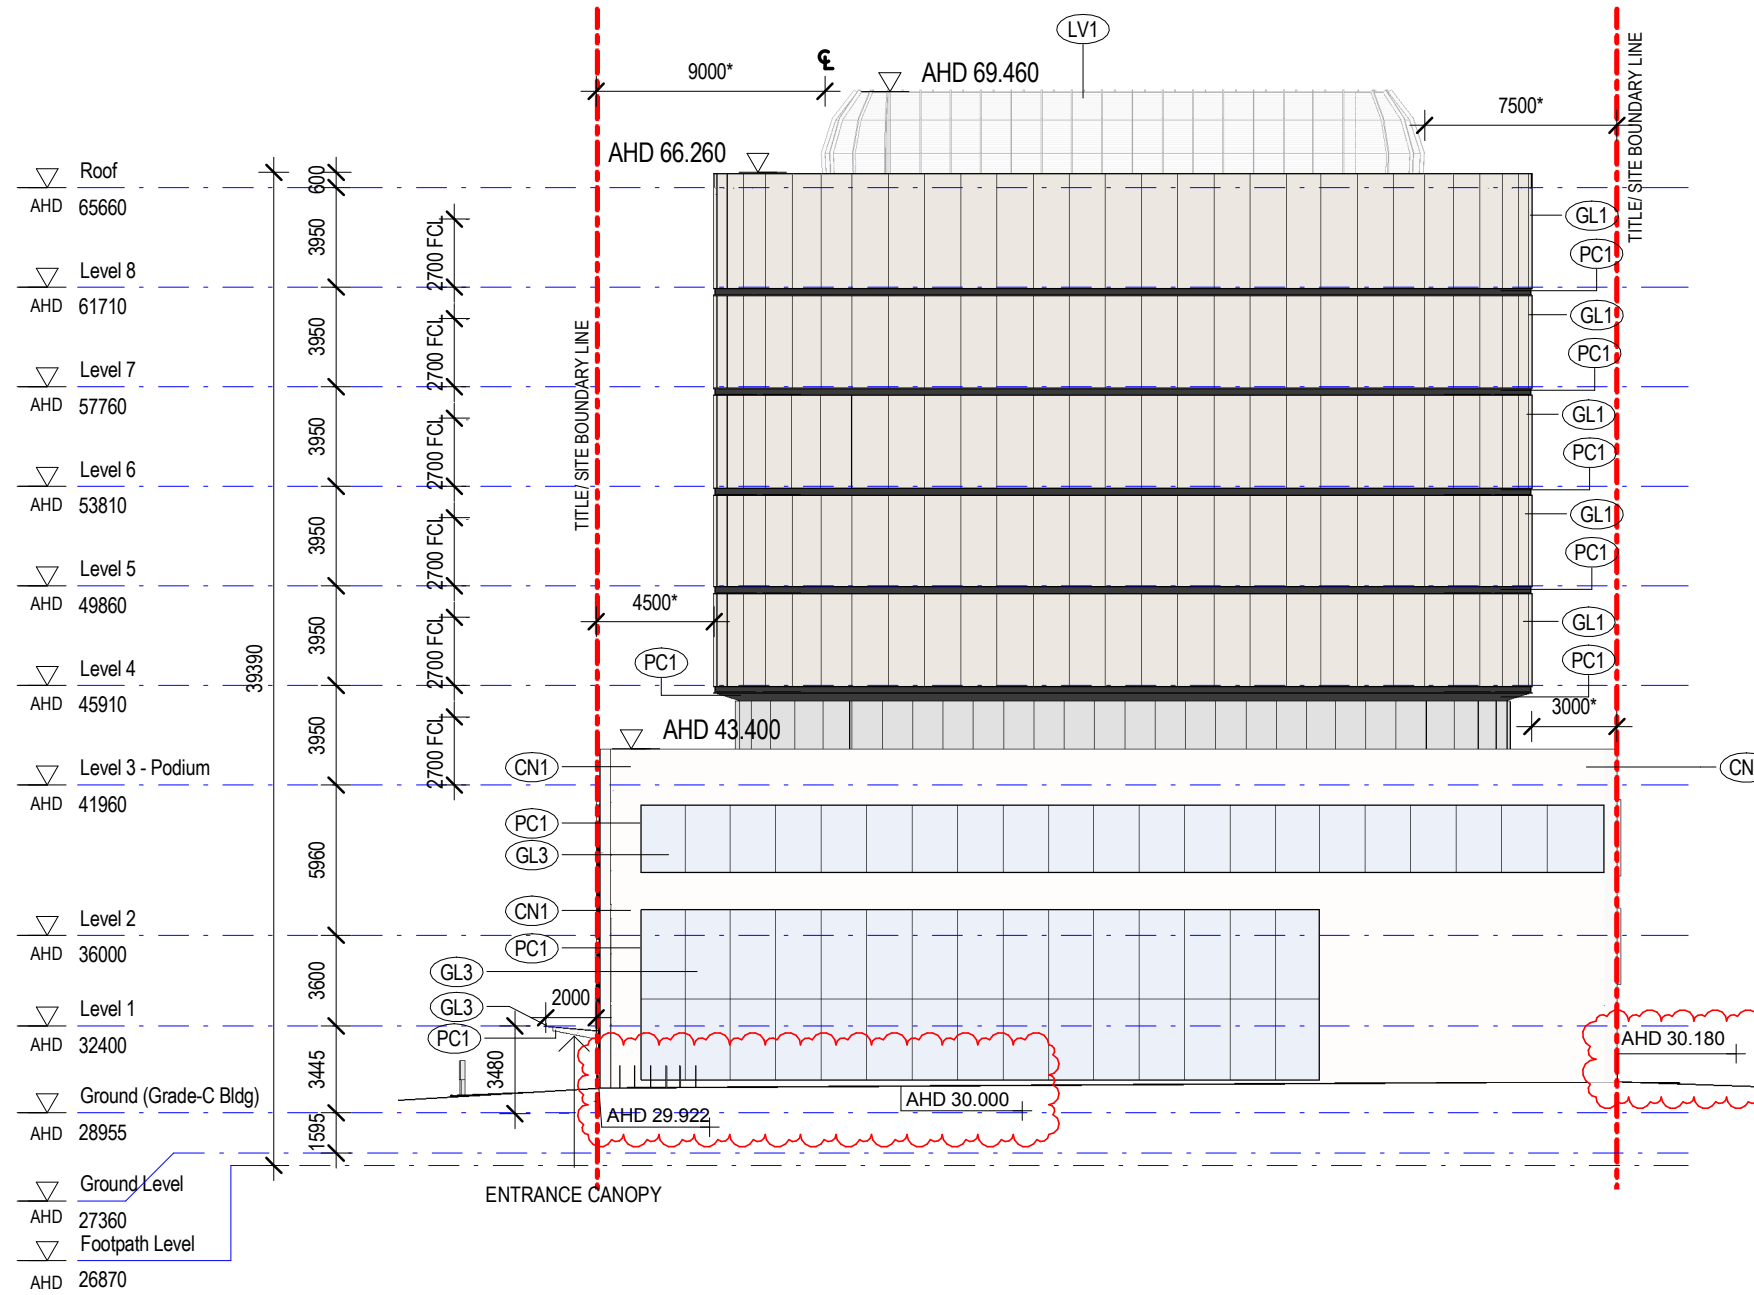 LV1
9000*
℄
AHD 69.460
7500*
TITLE/ SITE BOUNDARY LINE
AHD 66.260
Roof
AHD 65660
600
3950
2700 FCL
GL1
PC1
Level 8
AHD 61710
3950
2700 FCL
GL1
PC1
TITLE/ SITE BOUNDARY LINE
Level 7
AHD 57760
3950
2700 FCL
GL1
PC1
Level 6
AHD 53810
3950
2700 FCL
GL1
PC1
Level 5
AHD 49860
4500*
3950
2700 FCL
GL1
39390
PC1
PC1
Level 4
AHD 45910
3950
2700 FCL
3000*
AHD 43.400
CN1
CN
Level 3 - Podium
AHD 41960
PC1
GL3
5960
CN1
Level 2
AHD 36000
PC1
GL3
3600
GL3
2000
Level 1
AHD 32400
PC1
3445
3480
AHD 30.180
Ground (Grade-C Bldg)
AHD 28955
AHD 30.000
AHD 29.922
1595
Ground Level
AHD 27360
ENTRANCE CANOPY
Footpath Level
AHD 26870